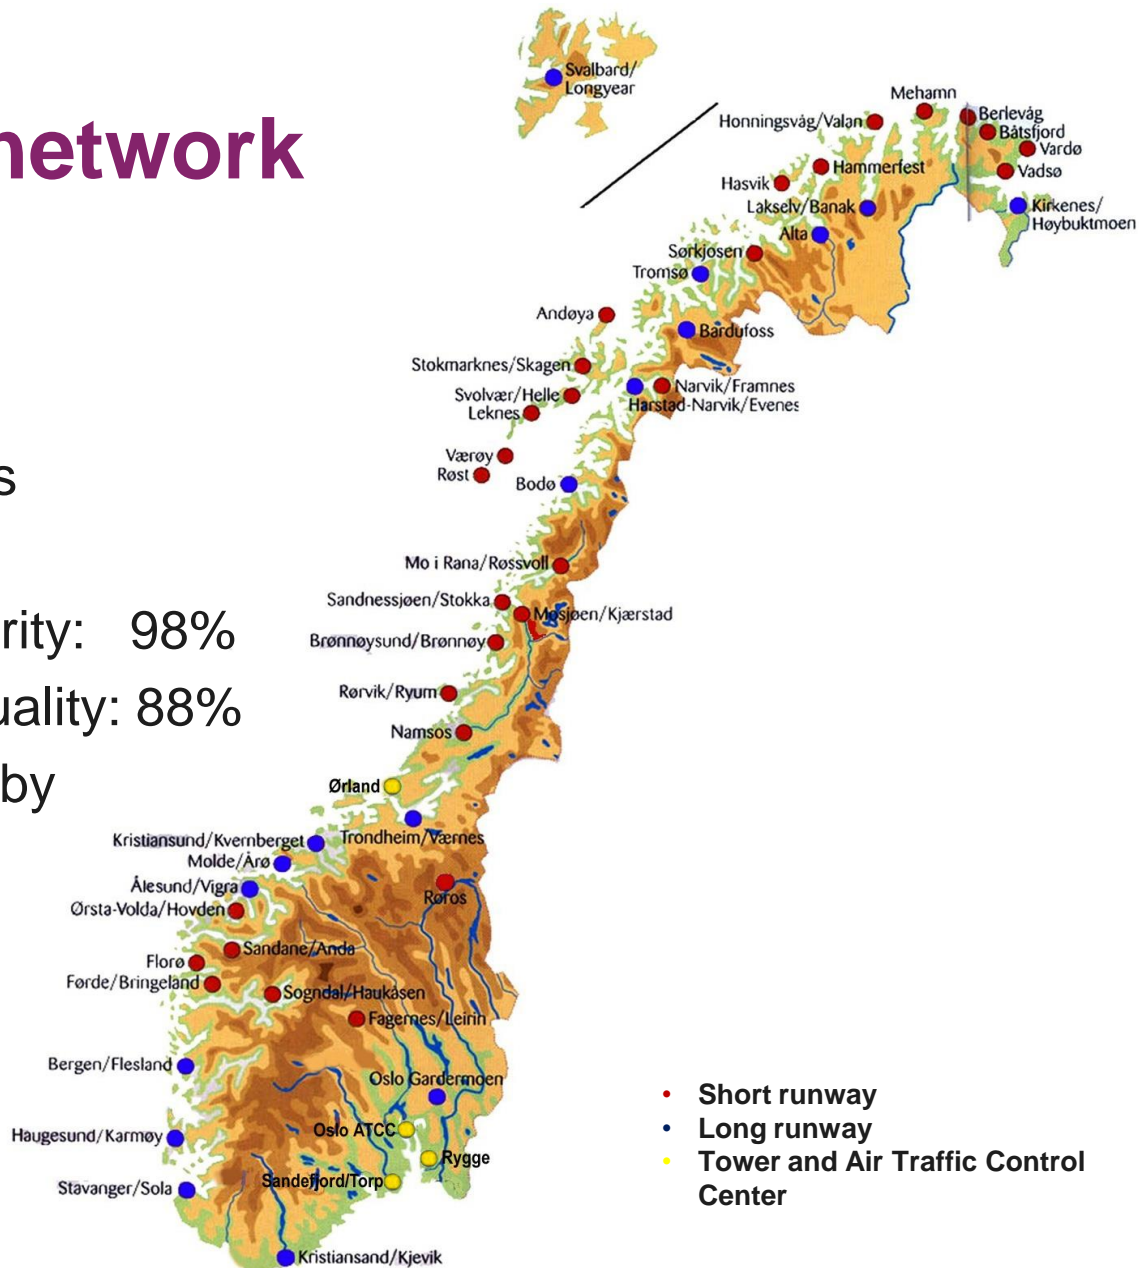 network
s
rity: 98%
uality: 88%
by
Svalbard/
Longyear
Mehamn
Honningsvåg/Valan
Berlevåg
Båtsfjord
Vardø
Hammerfest
Vadsø
Hasvik
Lakselv/Banak
Kirkenes/
Høybuktmoen
Alta
Sørkjosen
Tromsø
Andøya
Bardufoss
Stokmarknes/Skagen
Narvik/Framnes
Svolvær/Helle
Harstad-Narvik/Evenes
Leknes
Værøy
Røst
Bodø
Mo i Rana/Røssvoll
Sandnessjøen/Stokka
Mosjøen/Kjærstad
Brønnøysund/Brønnøy
Rørvik/Ryum
Namsos
Ørland
Trondheim/Værnes
Kristiansund/Kvernberget
Molde/Årø
Ålesund/Vigra
Røros
Ørsta-Volda/Hovden
Sandane/Anda
Florø
Førde/Bringeland
Sogndal/Haukåsen
Fagernes/Leirin
Bergen/Flesland
Oslo Gardermoen
Oslo ATCC
Haugesund/Karmøy
Rygge
Sandefjord/Torp
Stavanger/Sola
Kristiansand/Kjevik
• Short runway
• Long runway
• Tower and Air Traffic Control
Center